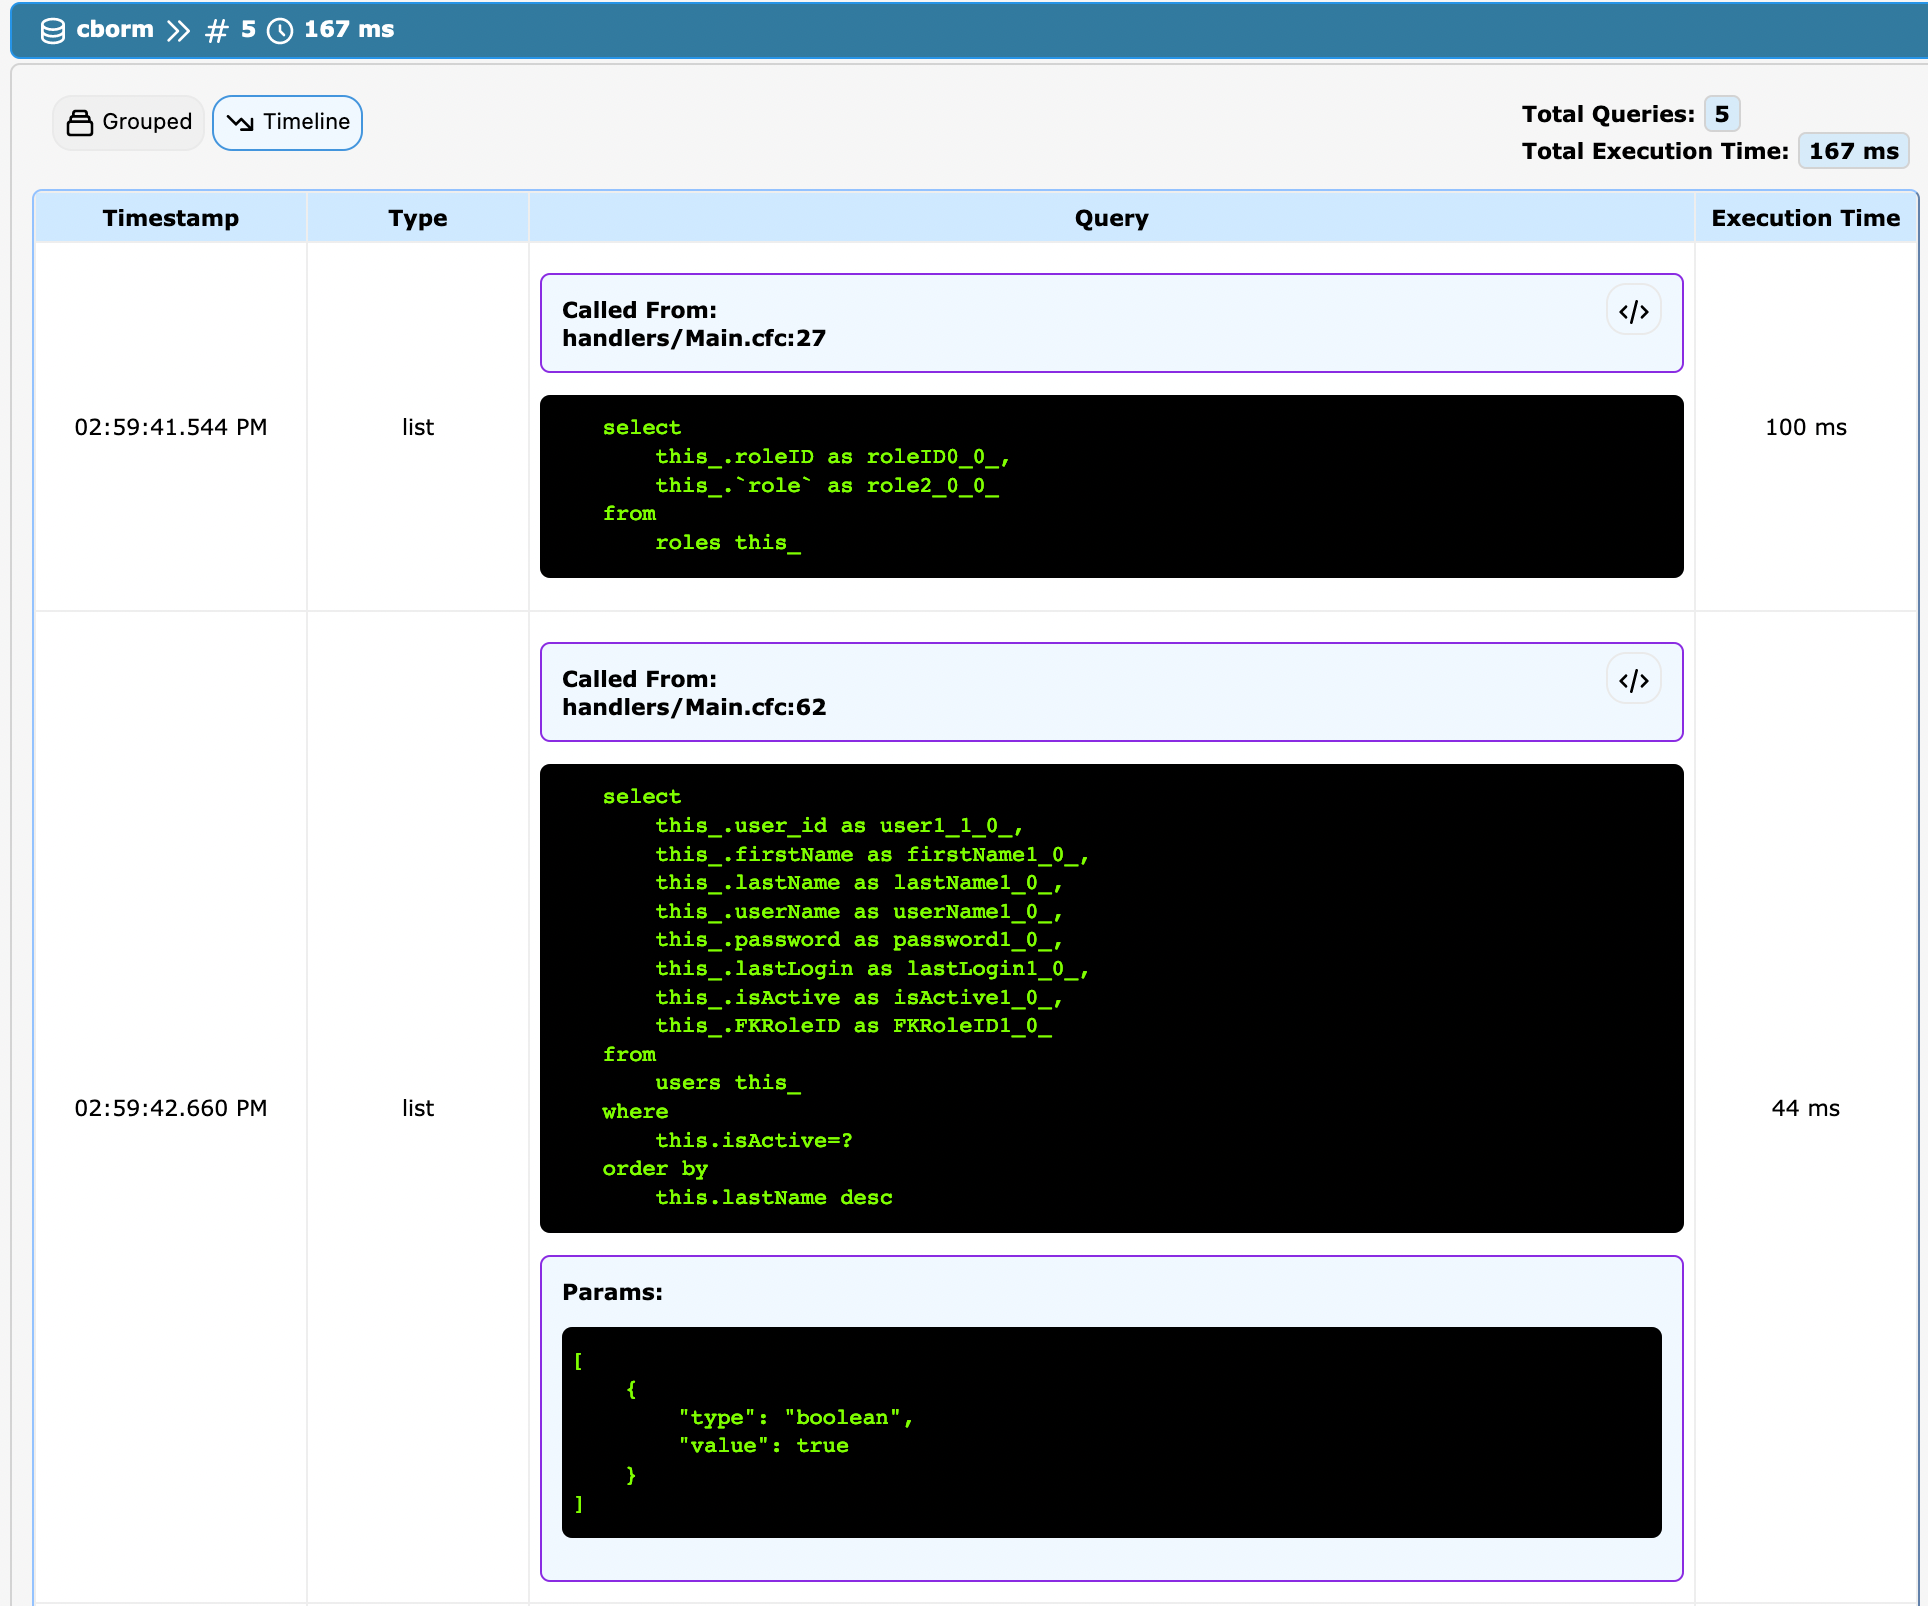 cborm # 5 167 ms
Grouped Timeline
Total Queries: 5
Total Execution Time: 167 ms
Timestamp Type Query Execution Time
Called From:
handlers/Main.cfc:27
</>
02:59:41.544 PM list
select
this_.roleID as roleID0_0_,
this_.`role` as role2_0_0_
from
roles this_
100 ms
Called From:
handlers/Main.cfc:62
</>
02:59:42.660 PM list
select
this_.user_id as user1_1_0_,
this_.firstName as firstName1_0_,
this_.lastName as lastName1_0_,
this_.userName as userName1_0_,
this_.password as password1_0_,
this_.lastLogin as lastLogin1_0_,
this_.isActive as isActive1_0_,
this_.FKRoleID as FKRoleID1_0_
from
users this_
where
this.isActive=?
order by
this.lastName desc
44 ms
Params:
[
{
"type": "boolean",
"value": true
}
]